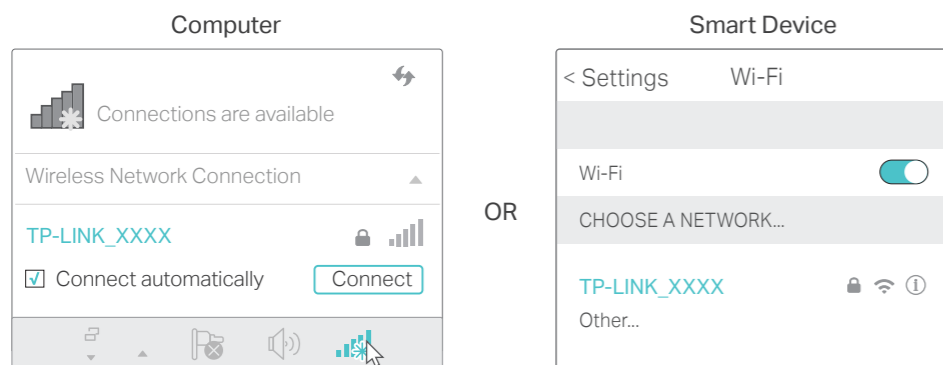 Computer
Connections are available
Wireless Network Connection
TP-LINK_XXXX
Connect automatically Connect
OR
Smart Device
< Settings Wi-Fi
Wi-Fi
CHOOSE A NETWORK...
TP-LINK_XXXX
Other...